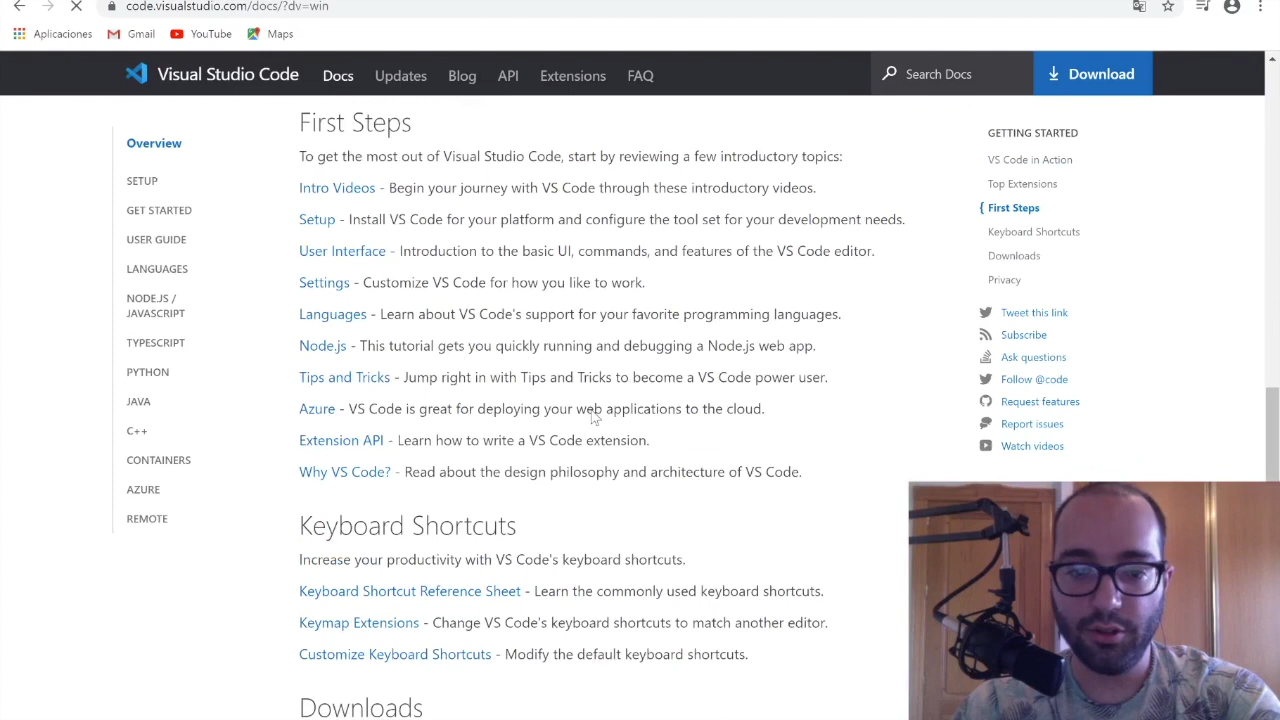 code.visualstudio.com/docs/?dv=win
Aplicaciones Gmail YouTube Maps
Visual Studio Code Docs Updates Blog API Extensions FAQ Search Docs Download
Overview
SETUP
GET STARTED
USER GUIDE
LANGUAGES
NODE.JS /
JAVASCRIPT
TYPESCRIPT
PYTHON
JAVA
C++
CONTAINERS
AZURE
REMOTE
First Steps
To get the most out of Visual Studio Code, start by reviewing a few introductory topics:
Intro Videos - Begin your journey with VS Code through these introductory videos.
Setup - Install VS Code for your platform and configure the tool set for your development needs.
User Interface - Introduction to the basic UI, commands, and features of the VS Code editor.
Settings - Customize VS Code for how you like to work.
Languages - Learn about VS Code's support for your favorite programming languages.
Node.js - This tutorial gets you quickly running and debugging a Node.js web app.
Tips and Tricks - Jump right in with Tips and Tricks to become a VS Code power user.
Azure - VS Code is great for deploying your web applications to the cloud.
Extension API - Learn how to write a VS Code extension.
Why VS Code? - Read about the design philosophy and architecture of VS Code.
Keyboard Shortcuts
Increase your productivity with VS Code's keyboard shortcuts.
Keyboard Shortcut Reference Sheet - Learn the commonly used keyboard shortcuts.
Keymap Extensions - Change VS Code's keyboard shortcuts to match another editor.
Customize Keyboard Shortcuts - Modify the default keyboard shortcuts.
Downloads
GETTING STARTED
VS Code in Action
Top Extensions
First Steps
Keyboard Shortcuts
Downloads
Privacy
Tweet this link
Subscribe
Ask questions
Follow @code
Request features
Report issues
Watch videos